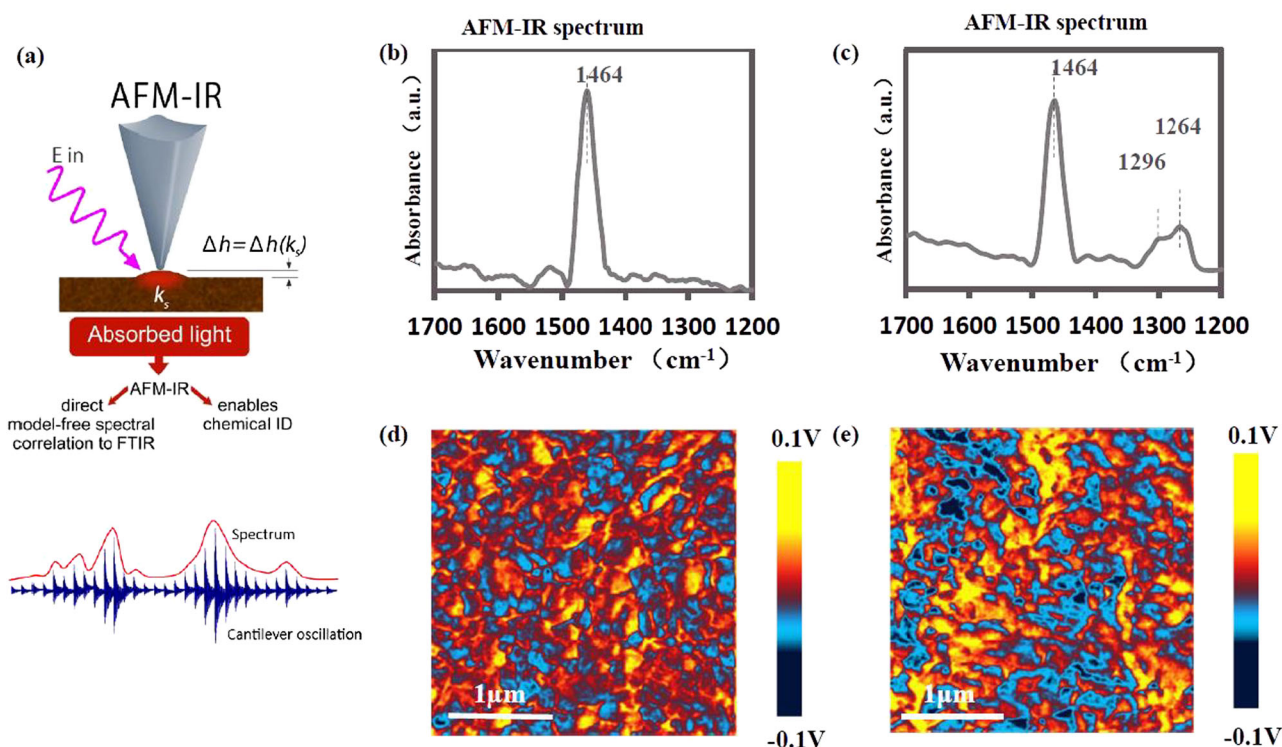 (a)
AFM-IR
E in
Δh=Δh(kₛ)
kₛ
Absorbed light
AFM-IR
direct
model-free spectral
correlation to FTIR
enables
chemical ID
Spectrum
Cantilever oscillation
(b)
AFM-IR spectrum
1464
Absorbance（a.u.）
1700 1600 1500 1400 1300 1200
Wavenumber（cm⁻¹）
(c)
AFM-IR spectrum
1464
1264
1296
Absorbance（a.u.）
1700 1600 1500 1400 1300 1200
Wavenumber（cm⁻¹）
(d)
0.1V
1μm
-0.1V
(e)
0.1V
1μm
-0.1V